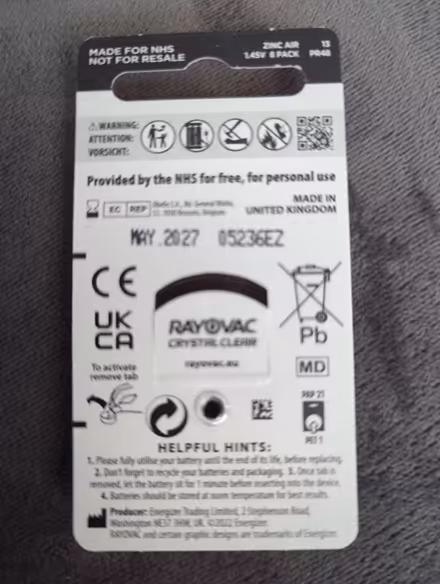 MADE FOR NHS
NOT FOR RESALE
ZINC AIR 13
1.45V 8 PACK PR48
WARNING:
ATTENTION:
VORSICHT:
Provided by the NHS for free, for personal use
EC REP
MADE IN
UNITED KINGDOM
MAY.2027 05236EZ
CE
UK
CA
RAYOVAC
CRYSTAL CLEAR
rayovac.eu
Pb
MD
To activate
remove tab
PAP 21
PET 1
HELPFUL HINTS:
1. Please fully utilise your battery until the end of its life, before replacing.
2. Don't forget to recycle your batteries and packaging. 3. Once tab is
removed, let the battery sit for 1 minute before inserting into the device.
4. Batteries should be stored at room temperature for best results.
Producer: Energizer Trading Limited, 2 Stephenson Road,
Washington NE37 3HW, UK. ©2022 Energizer.
RAYOVAC and certain graphic designs are trademarks of Energizer.